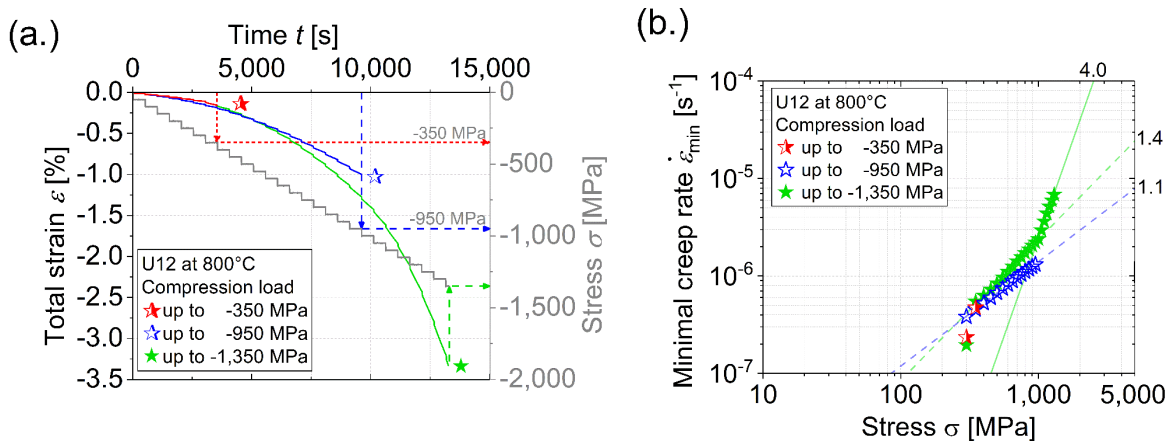 (a.)
Time t [s]
0 5,000 10,000 15,000
Total strain ε [%]
0.0
-0.5
-1.0
-1.5
-2.0
-2.5
-3.0
-3.5
-350 MPa
-950 MPa
U12 at 800°C
Compression load
up to -350 MPa
up to -950 MPa
up to -1,350 MPa
0
-500
-1,000
-1,500
-2,000
Stress σ [MPa]
(b.)
Minimal creep rate ε̇min [s-1]
10-4
10-5
10-6
10-7
U12 at 800°C
Compression load
up to -350 MPa
up to -950 MPa
up to -1,350 MPa
4.0
1.4
1.1
10 100 1,000 5,000
Stress σ [MPa]